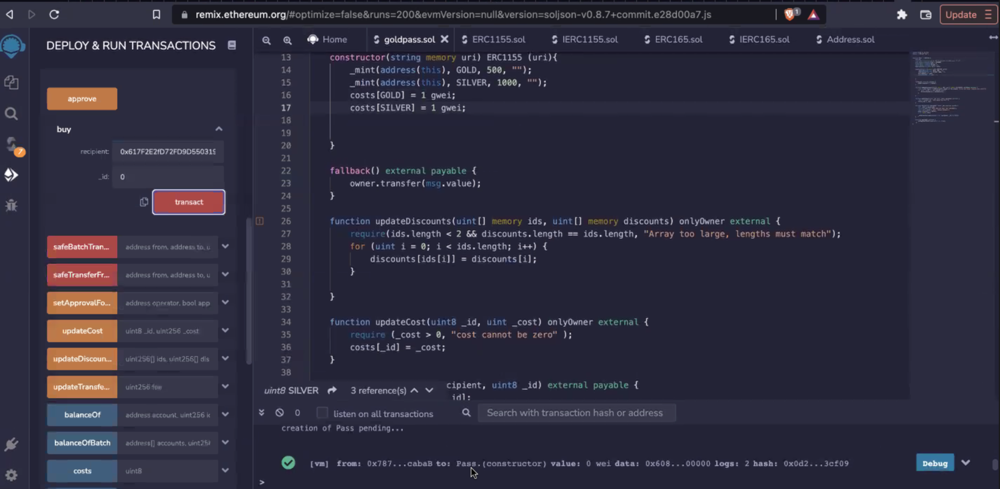 remix.ethereum.org/#optimize=false&runs=200&evmVersion=null&version=soljson-v0.8.7+commit.e28d00a7.js
1
Update
DEPLOY & RUN TRANSACTIONS
Home
goldpass.sol
ERC1155.sol
IERC1155.sol
ERC165.sol
IERC165.sol
Address.sol
approve
buy
recipient: 0x617F2E2fD72FD9D550319
_id: 0
transact
7
safeBatchTran... address from, address to, u
safeTransferFr... address from, address to, u
setApprovalFo... address operator, bool app
updateCost uint8 _id, uint256 _cost
updateDiscoun... uint256[] ids, uint256[] dis
updateTransfe... uint256 fee
balanceOf address account, uint256 ic
balanceOfBatch address[] accounts, uint25
costs uint8
13 constructor(string memory uri) ERC1155 (uri){
14 _mint(address(this), GOLD, 500, "");
15 _mint(address(this), SILVER, 1000, "");
16 costs[GOLD] = 1 gwei;
17 costs[SILVER] = 1 gwei;
18
19
20 }
21
22 fallback() external payable {
23 owner.transfer(msg.value);
24 }
25
26 function updateDiscounts(uint[] memory ids, uint[] memory discounts) onlyOwner external {
27 require(ids.length < 2 && discounts.length == ids.length, "Array too large, lengths must match");
28 for (uint i = 0; i < ids.length; i++) {
29 discounts[ids[i]] = discounts[i];
30 }
31
32 }
33
34 function updateCost(uint8 _id, uint _cost) onlyOwner external {
35 require (_cost > 0, "cost cannot be zero" );
36 costs[_id] = _cost;
37 }
38
cipient, uint8 _id) external payable {
id];
uint8 SILVER 3 reference(s)
0 listen on all transactions Search with transaction hash or address
creation of Pass pending...
[vm] from: 0x787...cabaB to: Pass.(constructor) value: 0 wei data: 0x608...00000 logs: 2 hash: 0x0d2...3cf09
Debug
>